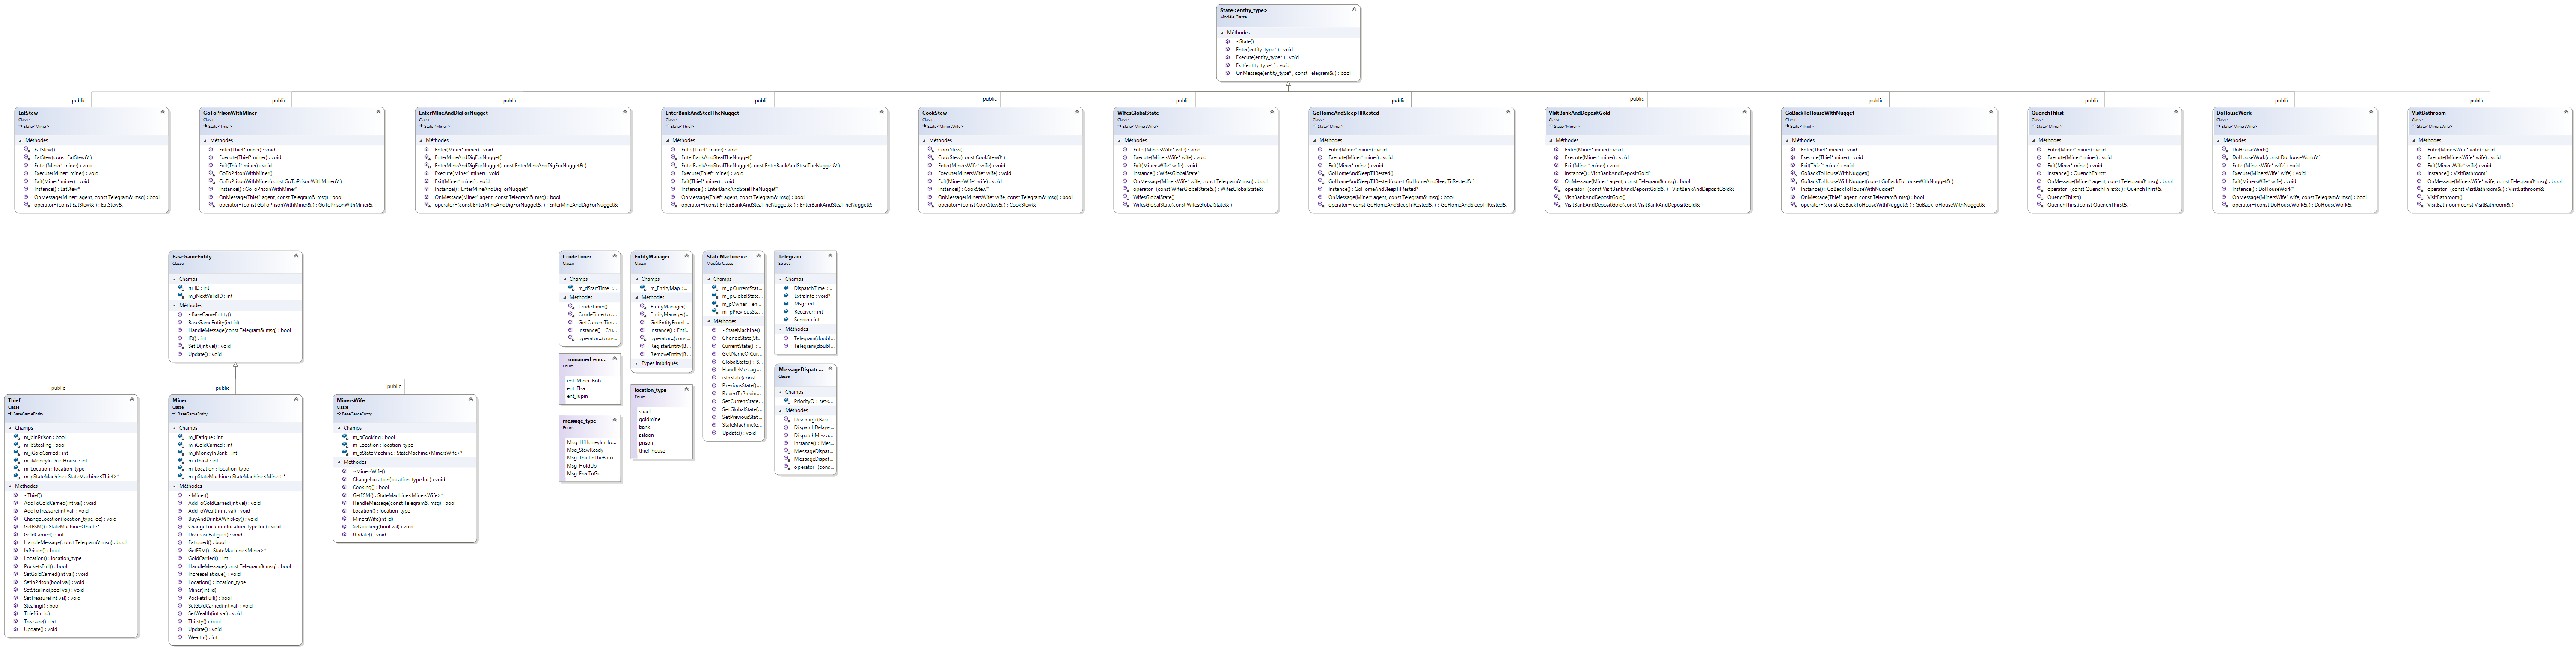 State<entity_type>
Modèle Classe
Méthodes
~State()
Enter(entity_type* ) : void
Execute(entity_type* ) : void
Exit(entity_type* ) : void
OnMessage(entity_type* , const Telegram& ) : bool
public
public
public
public
public
public
public
public
public
public
public
public
EatStew
Classe
State<Miner>
Méthodes
EatStew()
EatStew(const EatStew& )
Enter(Miner* miner) : void
Execute(Miner* miner) : void
Exit(Miner* miner) : void
Instance() : EatStew*
OnMessage(Miner* agent, const Telegram& msg) : bool
operator=(const EatStew& ) : EatStew&
GoToPrisonWithMiner
Classe
State<Thief>
Méthodes
Enter(Thief* miner) : void
Execute(Thief* miner) : void
Exit(Thief* miner) : void
GoToPrisonWithMiner()
GoToPrisonWithMiner(const GoToPrisonWithMiner& )
Instance() : GoToPrisonWithMiner*
OnMessage(Thief* agent, const Telegram& msg) : bool
operator=(const GoToPrisonWithMiner& ) : GoToPrisonWithMiner&
EnterMineAndDigForNugget
Classe
State<Miner>
Méthodes
Enter(Miner* miner) : void
EnterMineAndDigForNugget()
EnterMineAndDigForNugget(const EnterMineAndDigForNugget& )
Execute(Miner* miner) : void
Exit(Miner* miner) : void
Instance() : EnterMineAndDigForNugget*
OnMessage(Miner* agent, const Telegram& msg) : bool
operator=(const EnterMineAndDigForNugget& ) : EnterMineAndDigForNugget&
EnterBankAndStealTheNugget
Classe
State<Thief>
Méthodes
Enter(Thief* miner) : void
EnterBankAndStealTheNugget()
EnterBankAndStealTheNugget(const EnterBankAndStealTheNugget& )
Execute(Thief* miner) : void
Exit(Thief* miner) : void
Instance() : EnterBankAndStealTheNugget*
OnMessage(Thief* agent, const Telegram& msg) : bool
operator=(const EnterBankAndStealTheNugget& ) : EnterBankAndStealTheNugget&
CookStew
Classe
State<MinersWife>
Méthodes
CookStew()
CookStew(const CookStew& )
Enter(MinersWife* wife) : void
Execute(MinersWife* wife) : void
Exit(MinersWife* wife) : void
Instance() : CookStew*
OnMessage(MinersWife* wife, const Telegram& msg) : bool
operator=(const CookStew& ) : CookStew&
WifesGlobalState
Classe
State<MinersWife>
Méthodes
Enter(MinersWife* wife) : void
Execute(MinersWife* wife) : void
Exit(MinersWife* wife) : void
Instance() : WifesGlobalState*
OnMessage(MinersWife* wife, const Telegram& msg) : bool
operator=(const WifesGlobalState& ) : WifesGlobalState&
WifesGlobalState()
WifesGlobalState(const WifesGlobalState& )
GoHomeAndSleepTilRested
Classe
State<Miner>
Méthodes
Enter(Miner* miner) : void
Execute(Miner* miner) : void
Exit(Miner* miner) : void
GoHomeAndSleepTilRested()
GoHomeAndSleepTilRested(const GoHomeAndSleepTilRested& )
Instance() : GoHomeAndSleepTilRested*
OnMessage(Miner* agent, const Telegram& msg) : bool
operator=(const GoHomeAndSleepTilRested& ) : GoHomeAndSleepTilRested&
VisitBankAndDepositGold
Classe
State<Miner>
Méthodes
Enter(Miner* miner) : void
Execute(Miner* miner) : void
Exit(Miner* miner) : void
Instance() : VisitBankAndDepositGold*
OnMessage(Miner* agent, const Telegram& msg) : bool
operator=(const VisitBankAndDepositGold& ) : VisitBankAndDepositGold&
VisitBankAndDepositGold()
VisitBankAndDepositGold(const VisitBankAndDepositGold& )
GoBackToHouseWithNugget
Classe
State<Thief>
Méthodes
Enter(Thief* miner) : void
Execute(Thief* miner) : void
Exit(Thief* miner) : void
GoBackToHouseWithNugget()
GoBackToHouseWithNugget(const GoBackToHouseWithNugget& )
Instance() : GoBackToHouseWithNugget*
OnMessage(Thief* agent, const Telegram& msg) : bool
operator=(const GoBackToHouseWithNugget& ) : GoBackToHouseWithNugget&
QuenchThirst
Classe
State<Miner>
Méthodes
Enter(Miner* miner) : void
Execute(Miner* miner) : void
Exit(Miner* miner) : void
Instance() : QuenchThirst*
OnMessage(Miner* agent, const Telegram& msg) : bool
operator=(const QuenchThirst& ) : QuenchThirst&
QuenchThirst()
QuenchThirst(const QuenchThirst& )
DoHouseWork
Classe
State<MinersWife>
Méthodes
DoHouseWork()
DoHouseWork(const DoHouseWork& )
Enter(MinersWife* wife) : void
Execute(MinersWife* wife) : void
Exit(MinersWife* wife) : void
Instance() : DoHouseWork*
OnMessage(MinersWife* wife, const Telegram& msg) : bool
operator=(const DoHouseWork& ) : DoHouseWork&
VisitBathroom
Classe
State<MinersWife>
Méthodes
Enter(MinersWife* wife) : void
Execute(MinersWife* wife) : void
Exit(MinersWife* wife) : void
Instance() : VisitBathroom*
OnMessage(MinersWife* wife, const Telegram& msg) : bool
operator=(const VisitBathroom& ) : VisitBathroom&
VisitBathroom()
VisitBathroom(const VisitBathroom& )
BaseGameEntity
Classe
Champs
m_ID : int
m_iNextValidID : int
Méthodes
~BaseGameEntity()
BaseGameEntity(int id)
HandleMessage(const Telegram& msg) : bool
ID() : int
SetID(int val) : void
Update() : void
CrudeTimer
Classe
Champs
m_dStartTime :...
Méthodes
CrudeTimer()
CrudeTimer(co...
GetCurrentTim...
Instance() : Cru...
operator=(cons...
__unnamed_enu...
Enum
ent_Miner_Bob
ent_Elsa
ent_lupin
message_type
Enum
Msg_HiHoneyImHo...
Msg_StewReady
Msg_ThiefInTheBank
Msg_HoldUp
Msg_FreeToGo
EntityManager
Classe
Champs
m_EntityMap :...
Méthodes
EntityManager()
EntityManager(...
GetEntityFromI...
Instance() : Enti...
operator=(cons...
RegisterEntity(B...
RemoveEntity(B...
Types imbriqués
location_type
Enum
shack
goldmine
bank
saloon
prison
thief_house
StateMachine<e...
Modèle Classe
Champs
m_pCurrentStat...
m_pGlobalState...
m_pOwner : en...
m_pPreviousSta...
Méthodes
~StateMachine()
ChangeState(St...
CurrentState() :...
GetNameOfCur...
GlobalState() : S...
HandleMessag...
isInState(const...
PreviousState()...
RevertToPrevio...
SetCurrentState...
SetGlobalState(...
SetPreviousStat...
StateMachine(e...
Update() : void
Telegram
Struct
Champs
DispatchTime :...
ExtraInfo : void*
Msg : int
Receiver : int
Sender : int
Méthodes
Telegram(doubl...
Telegram(doubl...
MessageDispatc...
Classe
Champs
PriorityQ : set<...
Méthodes
Discharge(Base...
DispatchDelaye...
DispatchMessa...
Instance() : Mes...
MessageDispat...
MessageDispat...
operator=(cons...
public
public
public
Thief
Classe
BaseGameEntity
Champs
m_bInPrison : bool
m_bStealing : bool
m_iGoldCarried : int
m_iMoneyInThiefHouse : int
m_Location : location_type
m_pStateMachine : StateMachine<Thief>*
Méthodes
~Thief()
AddToGoldCarried(int val) : void
AddToTreasure(int val) : void
ChangeLocation(location_type loc) : void
GetFSM() : StateMachine<Thief>*
GoldCarried() : int
HandleMessage(const Telegram& msg) : bool
InPrison() : bool
Location() : location_type
PocketsFull() : bool
SetGoldCarried(int val) : void
SetInPrison(bool val) : void
SetStealing(bool val) : void
SetTreasure(int val) : void
Stealing() : bool
Thief(int id)
Treasure() : int
Update() : void
Miner
Classe
BaseGameEntity
Champs
m_iFatigue : int
m_iGoldCarried : int
m_iMoneyInBank : int
m_iThirst : int
m_Location : location_type
m_pStateMachine : StateMachine<Miner>*
Méthodes
~Miner()
AddToGoldCarried(int val) : void
AddToWealth(int val) : void
BuyAndDrinkAWhiskey() : void
ChangeLocation(location_type loc) : void
DecreaseFatigue() : void
Fatigued() : bool
GetFSM() : StateMachine<Miner>*
GoldCarried() : int
HandleMessage(const Telegram& msg) : bool
IncreaseFatigue() : void
Location() : location_type
Miner(int id)
PocketsFull() : bool
SetGoldCarried(int val) : void
SetWealth(int val) : void
Thirsty() : bool
Update() : void
Wealth() : int
MinersWife
Classe
BaseGameEntity
Champs
m_bCooking : bool
m_Location : location_type
m_pStateMachine : StateMachine<MinersWife>*
Méthodes
~MinersWife()
ChangeLocation(location_type loc) : void
Cooking() : bool
GetFSM() : StateMachine<MinersWife>*
HandleMessage(const Telegram& msg) : bool
Location() : location_type
MinersWife(int id)
SetCooking(bool val) : void
Update() : void